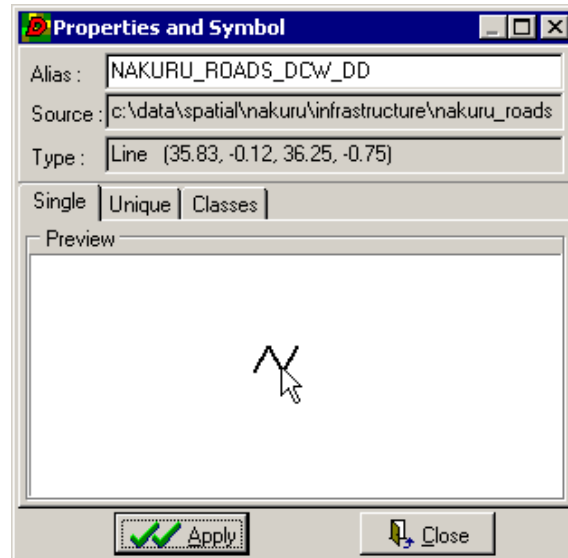 Properties and Symbol
Alias : NAKURU_ROADS_DCW_DD
Source : c:\data\spatial\nakuru\infrastructure\nakuru_roads
Type : Line (35.83, -0.12, 36.25, -0.75)
Single Unique Classes
Preview
Apply Close